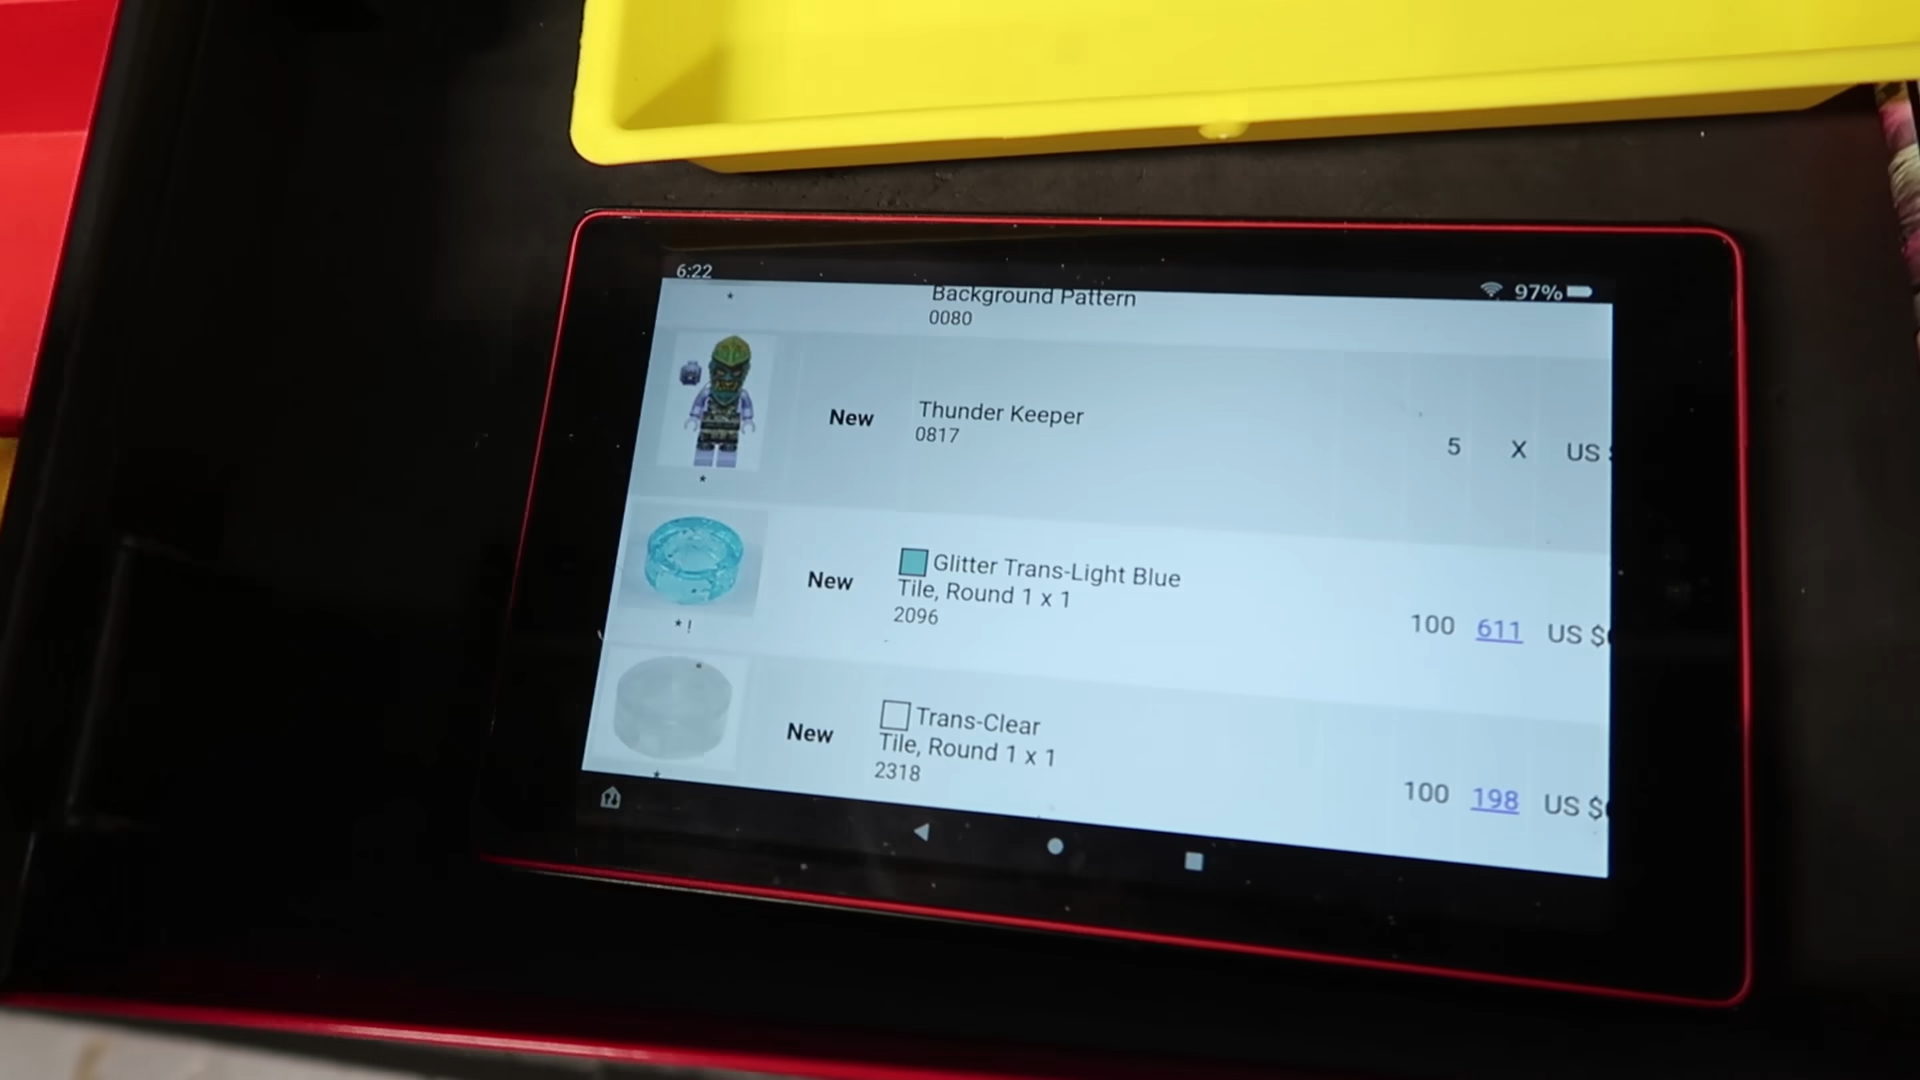 6:22
97%
*
Background Pattern
0080
New
Thunder Keeper
0817
5 X US
*
New
Glitter Trans-Light Blue
Tile, Round 1 x 1
2096
100 611 US $
* !
New
Trans-Clear
Tile, Round 1 x 1
2318
100 198 US $
*